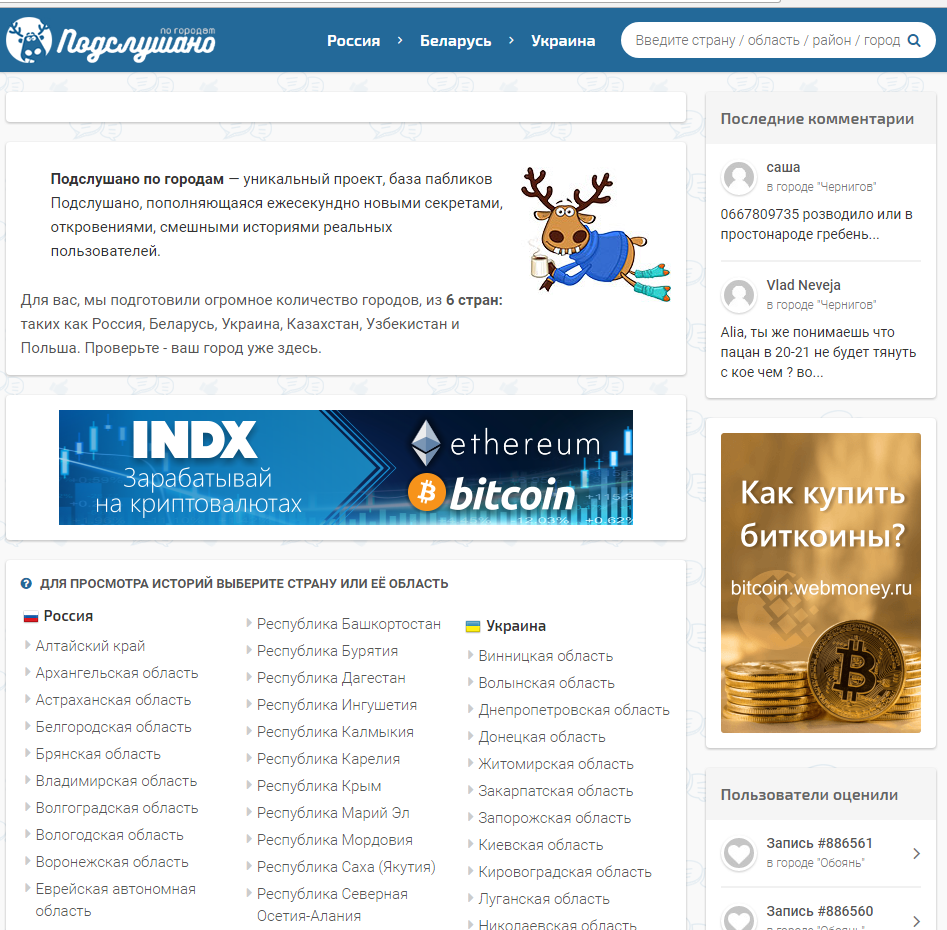 по городам
Подслушано
Россия
Беларусь
Украина
Введите страну / область / район / город
Подслушано по городам — уникальный проект, база пабликов
Подслушано, пополняющаяся ежесекундно новыми секретами,
откровениями, смешными историями реальных
пользователей.
Для вас, мы подготовили огромное количество городов, из 6 стран:
таких как Россия, Беларусь, Украина, Казахстан, Узбекистан и
Польша. Проверьте - ваш город уже здесь.
INDX
Зарабатывай
на криптовалютах
ethereum
bitcoin
+115.3
12.03% +0.62%
ДЛЯ ПРОСМОТРА ИСТОРИЙ ВЫБЕРИТЕ СТРАНУ ИЛИ ЕЁ ОБЛАСТЬ
Россия
Алтайский край
Архангельская область
Астраханская область
Белгородская область
Брянская область
Владимирская область
Волгоградская область
Вологодская область
Воронежская область
Еврейская автономная
область
Республика Башкортостан
Республика Бурятия
Республика Дагестан
Республика Ингушетия
Республика Калмыкия
Республика Карелия
Республика Крым
Республика Марий Эл
Республика Мордовия
Республика Саха (Якутия)
Республика Северная
Осетия-Алания
Украина
Винницкая область
Волынская область
Днепропетровская область
Донецкая область
Житомирская область
Закарпатская область
Запорожская область
Киевская область
Кировоградская область
Луганская область
Николаевская область
Последние комментарии
саша
в городе "Чернигов"
0667809735 розводило или в
простонароде гребень...
Vlad Neveja
в городе "Чернигов"
Alia, ты же понимаешь что
пацан в 20-21 не будет тянуть
с кое чем ? во...
Как купить
биткоины?
bitcoin.webmoney.ru
Пользователи оценили
Запись #886561
в городе "Обоянь"
Запись #886560
в городе "Обоянь"